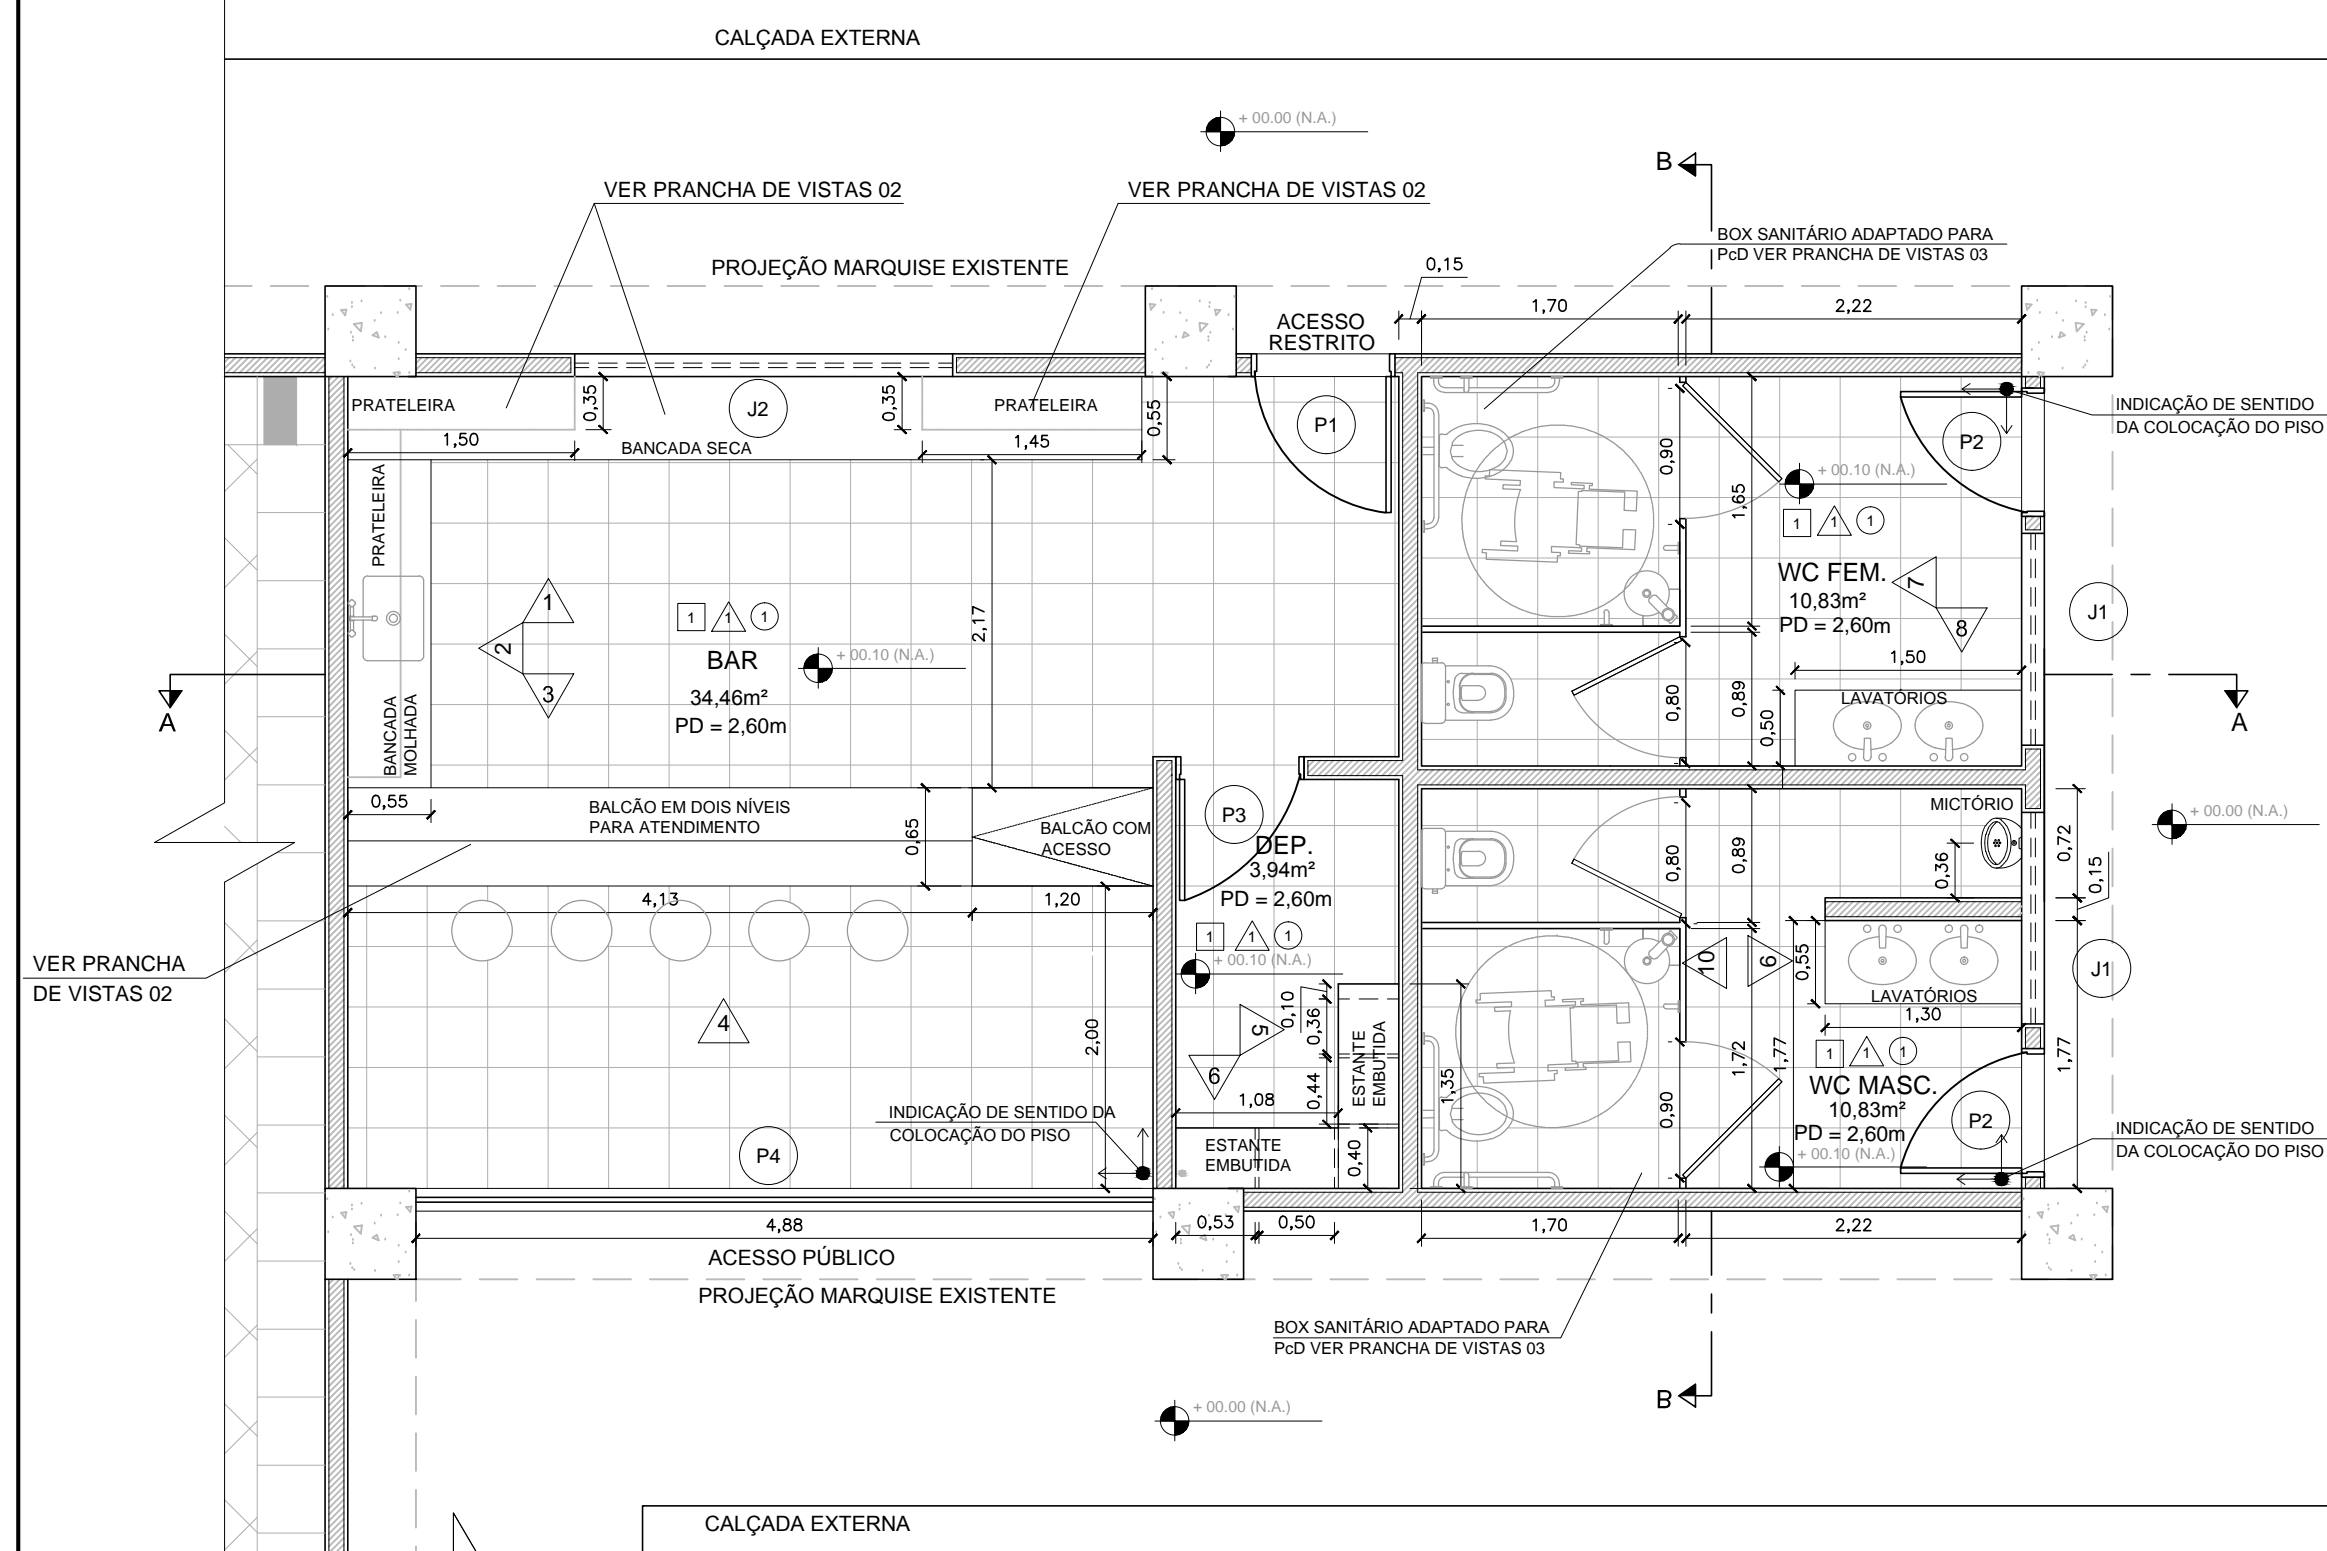 CALÇADA EXTERNA
+ 00.00 (N.A.)
B
VER PRANCHA DE VISTAS 02
VER PRANCHA DE VISTAS 02
BOX SANITÁRIO ADAPTADO PARA
PcD VER PRANCHA DE VISTAS 03
PROJEÇÃO MARQUISE EXISTENTE
0,15
1,70
2,22
ACESSO
RESTRITO
PRATELEIRA
0,35
J2
0,35
PRATELEIRA
0,55
P1
1,50
BANCADA SECA
1,45
0,90
1,65
P2
INDICAÇÃO DE SENTIDO
DA COLOCAÇÃO DO PISO
+ 00.10 (N.A.)
1 1 1
PRATELEIRA
WC FEM.
10,83m²
PD = 2,60m
7
8
J1
1
2
3
1 1 1
BAR
34,46m²
PD = 2,60m
+ 00.10 (N.A.)
2,17
1,50
LAVATÓRIOS
0,80
0,89
0,50
A
A
BANCADA
MOLHADA
0,55
BALCÃO EM DOIS NÍVEIS
PARA ATENDIMENTO
0,65
BALCÃO COM
ACESSO
P3
DEP.
3,94m²
PD = 2,60m
1 1 1
+ 00.10 (N.A.)
0,80
0,89
MICTÓRIO
0,36
0,72
0,15
+ 00.00 (N.A.)
4,13
1,20
VER PRANCHA
DE VISTAS 02
10
9
0,55
LAVATÓRIOS
1,30
J1
4
2,00
5
6
0,10
0,36
0,44
ESTANTE
EMBUTIDA
1,35
1,72
1,77
1,77
1 1 1
WC MASC.
10,83m²
PD = 2,60m
+ 00.10 (N.A.)
0,90
P2
INDICAÇÃO DE SENTIDO
DA COLOCAÇÃO DO PISO
1,08
INDICAÇÃO DE SENTIDO DA
COLOCAÇÃO DO PISO
P4
ESTANTE
EMBUTIDA
0,40
4,88
0,53
0,50
1,70
2,22
ACESSO PÚBLICO
PROJEÇÃO MARQUISE EXISTENTE
BOX SANITÁRIO ADAPTADO PARA
PcD VER PRANCHA DE VISTAS 03
B
+ 00.00 (N.A.)
CALÇADA EXTERNA